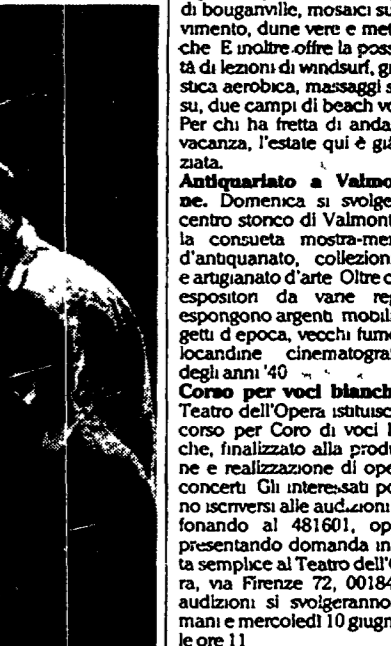 di bouganville, mosaici su
vimento, dune vere e met
che E inoltre offre la poss
tà di lezioni di windsurf, gi
stica aerobica, massaggi s
su, due campi di beach vo
Per chi ha fretta di anda
vacanza, l'estate qui è già
ziata.
Antiquariato a Valmo
ne. Domenica si svolge
centro storico di Valmont
la consueta mostra-mer
d'antiquanato, collezion
e artigianato d'arte Oltre c
espositori da varie reg
espongono argenti mobili
getti d epoca, vecchi fume
locandine cinematogra
degli anni '40
Corso per voci bianch
Teatro dell'Opera istituisc
corso per Coro di voci l
che, finalizzato alla produ
ne e realizzazione di ope
concerti Gli interessati po
no iscriversi alle audizioni
fonando al 481601, op
presentando domanda in
ta semplice al Teatro dell'O
ra, via Firenze 72, 00184
audizioni si svolgeranno
mani e mercoledì 10 giugn
le ore 11